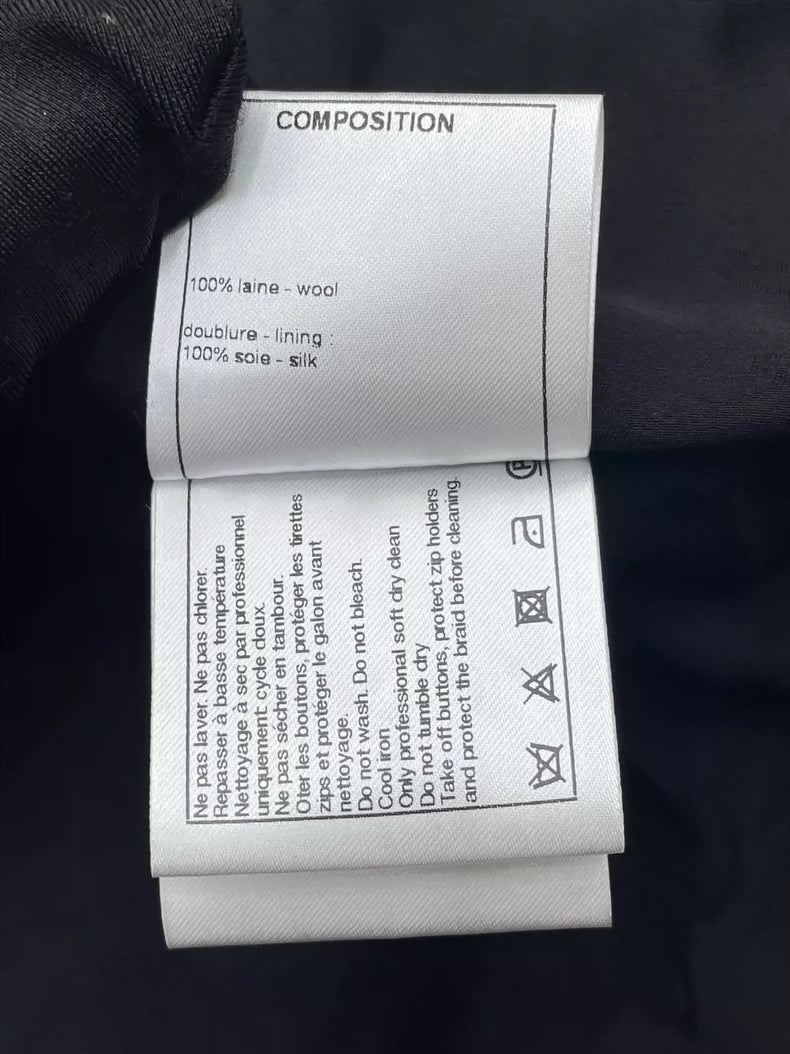 COMPOSITION
100% laine - wool
doublure - lining :
100% soie - silk
Ne pas laver. Ne pas chlorer.
Repasser à basse température
Nettoyage à sec par professionnel
uniquement cycle doux.
Ne pas sécher en tambour.
Oter les boutons, protéger les tirettes
zips et protéger le galon avant
nettoyage.
Do not wash. Do not bleach.
Cool iron
Only professional soft dry clean
Do not tumble dry
Take off buttons, protect zip holders
and protect the braid before cleaning.
P